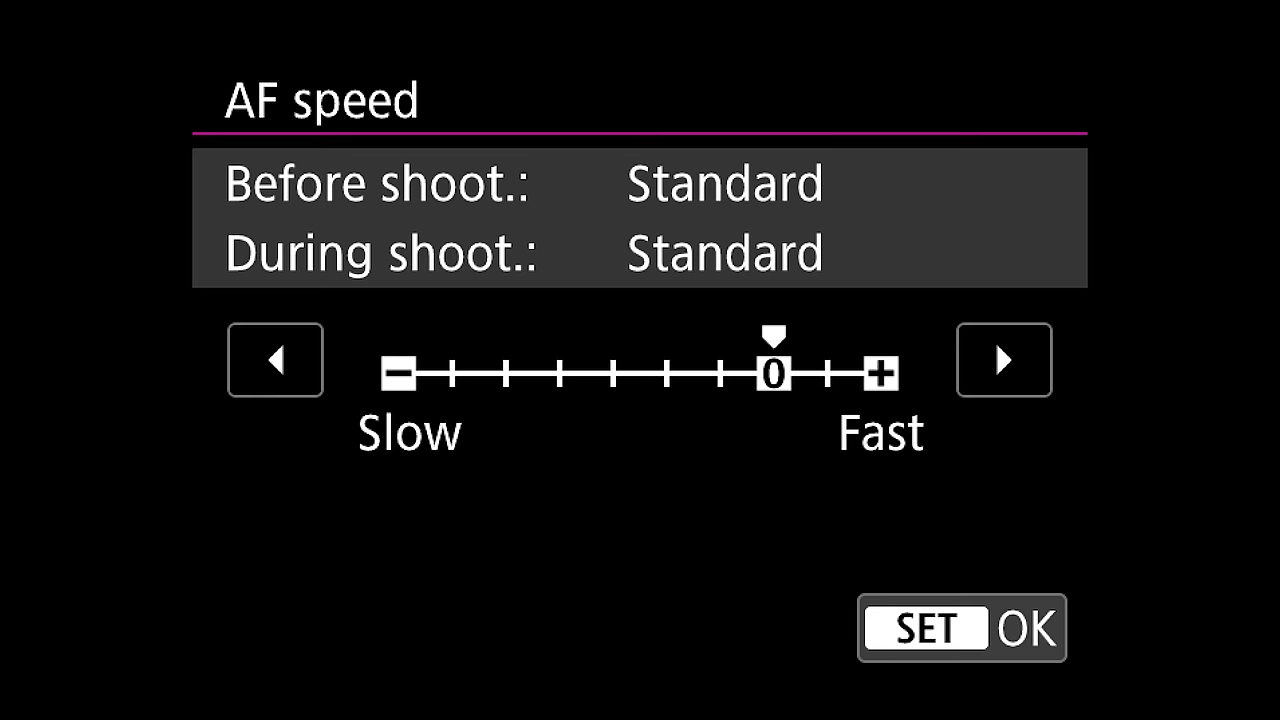 AF speed
Before shoot.: Standard
During shoot.: Standard
− 0 +
Slow Fast
SET OK